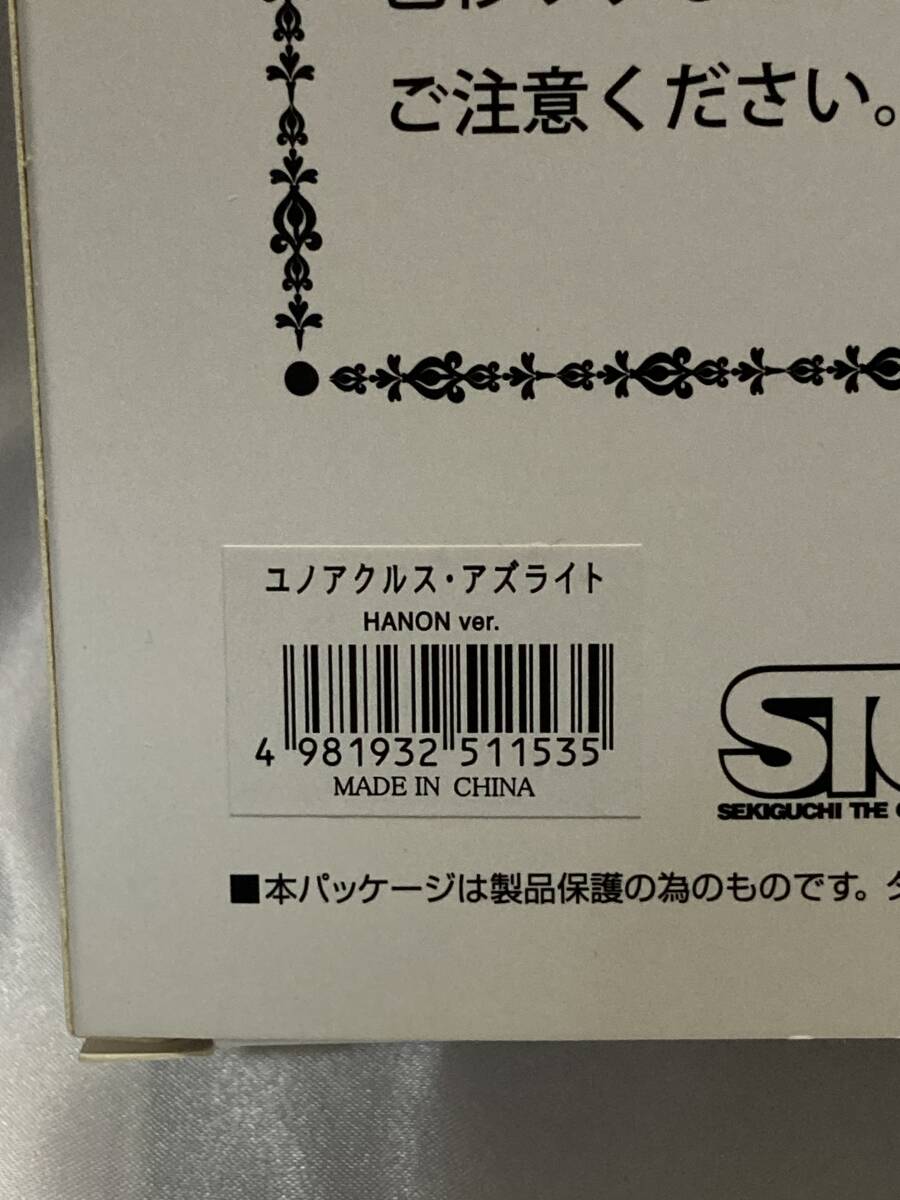 ご注意ください。
ユノアクルス・アズライト
HANON ver.
4 981932 511535
MADE IN CHINA
SEKIGUCHI THE
■本パッケージは製品保護の為のものです。